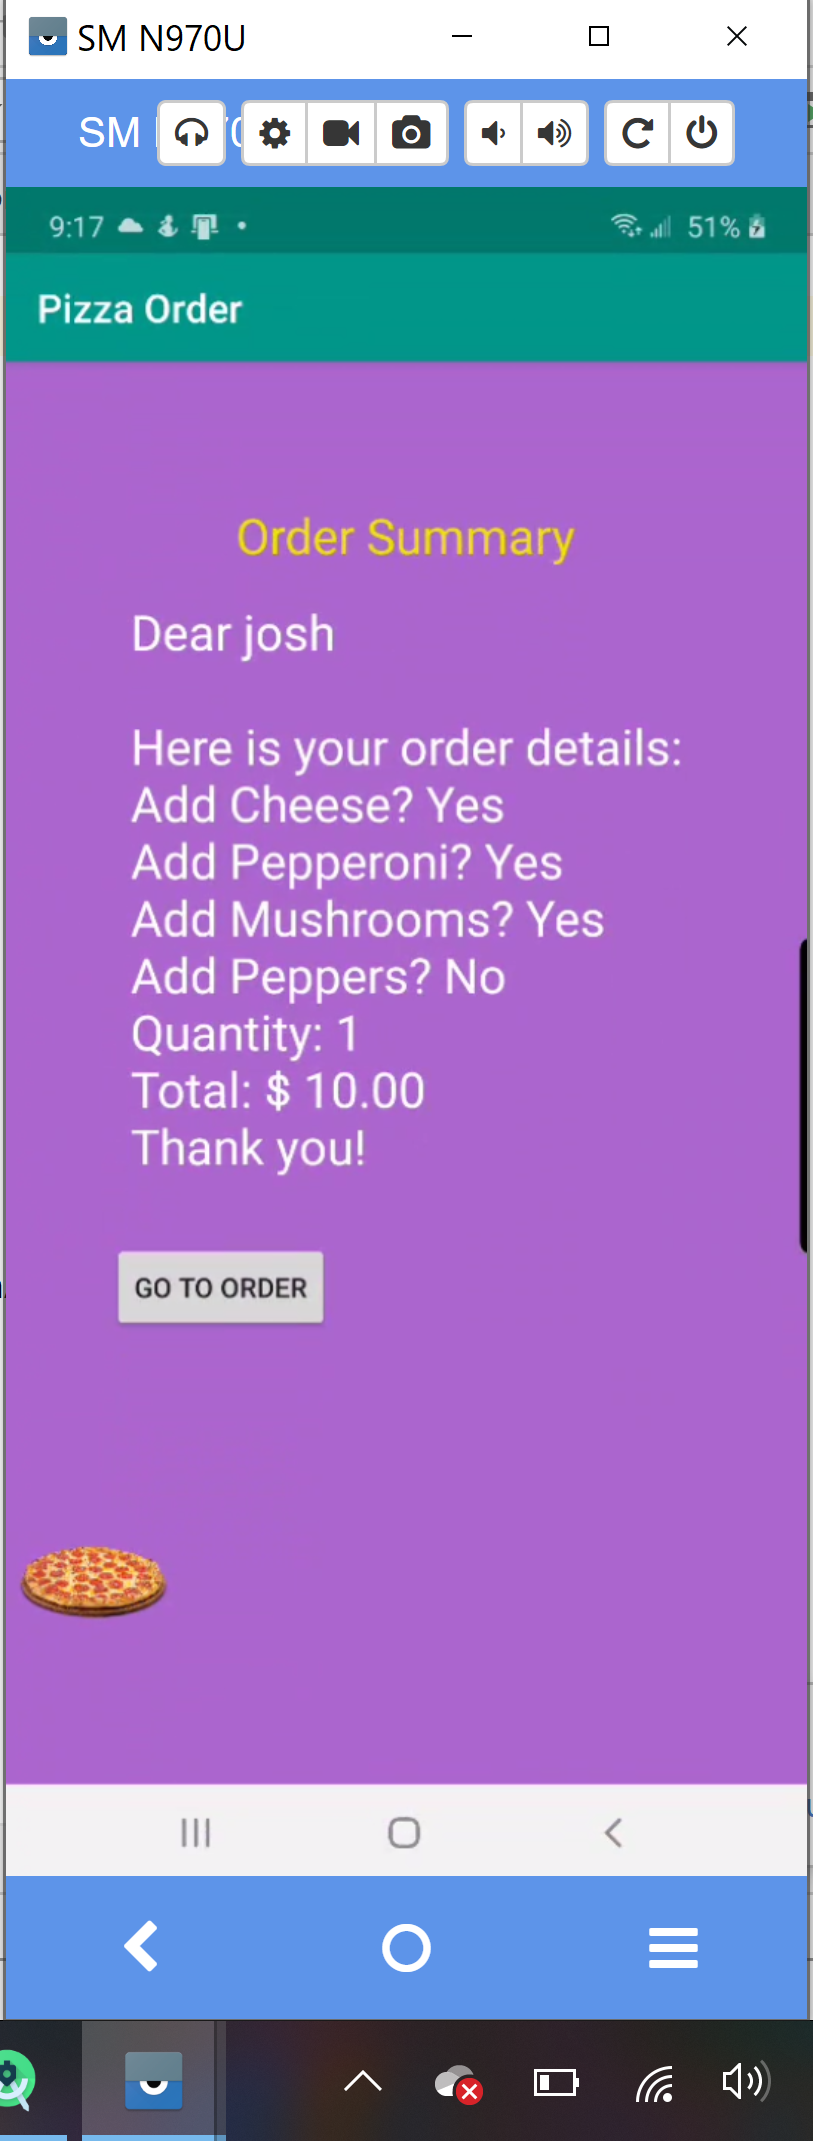 SM N970U
SM
9:17
51%
Pizza Order
Order Summary
Dear josh
Here is your order details:
Add Cheese? Yes
Add Pepperoni? Yes
Add Mushrooms? Yes
Add Peppers? No
Quantity: 1
Total: $ 10.00
Thank you!
GO TO ORDER